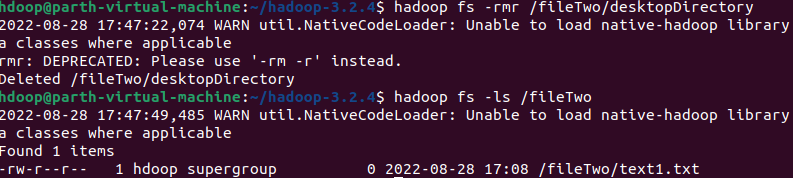 hdoop@parth-virtual-machine:~/hadoop-3.2.4$ hadoop fs -rmr /fileTwo/desktopDirectory
2022-08-28 17:47:22,074 WARN util.NativeCodeLoader: Unable to load native-hadoop library
a classes where applicable
rmr: DEPRECATED: Please use '-rm -r' instead.
Deleted /fileTwo/desktopDirectory
hdoop@parth-virtual-machine:~/hadoop-3.2.4$ hadoop fs -ls /fileTwo
2022-08-28 17:47:49,485 WARN util.NativeCodeLoader: Unable to load native-hadoop library
a classes where applicable
Found 1 items
-rw-r--r--   1 hdoop supergroup          0 2022-08-28 17:08 /fileTwo/text1.txt